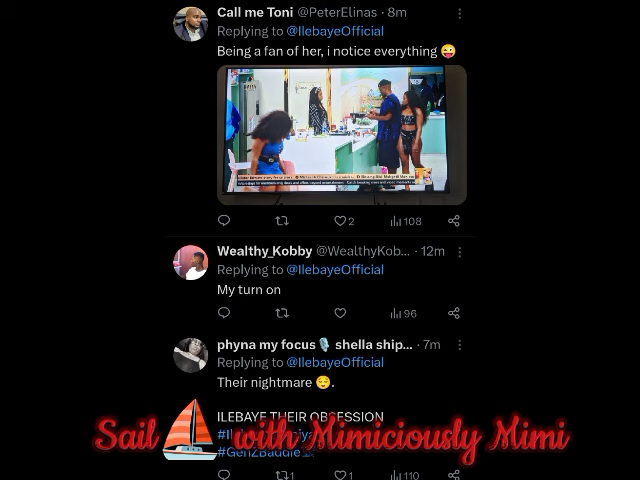 Call me Toni @PeterElinas · 8m
Replying to @IlebayeOfficial
Being a fan of her, i notice everything 😜
2 108
Wealthy_Kobby @WealthyKob... · 12m
Replying to @IlebayeOfficial
My turn on
96
phyna my focus🎙️ shella ship... · 7m
Replying to @IlebayeOfficial
Their nightmare 😌.
ILEBAYE THEIR OBSESSION
Sail ⛵ with Mimiciously Mimi
#GenZBaddie
1 1 110